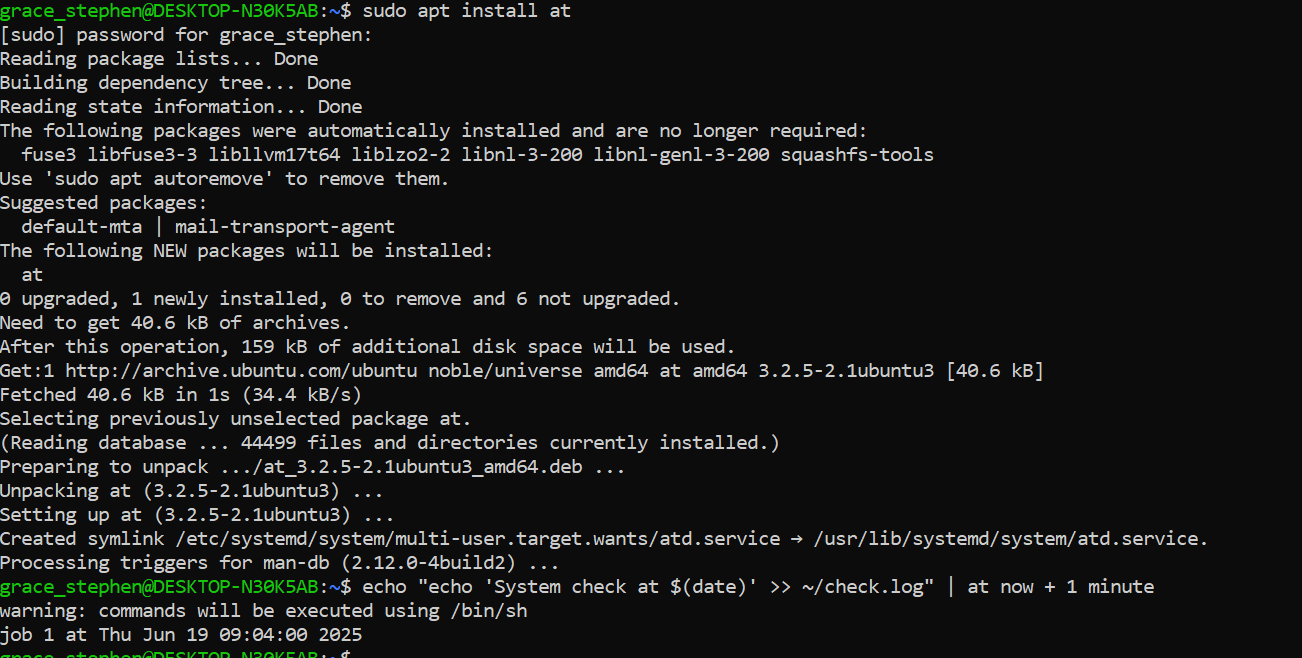 grace_stephen@DESKTOP-N30K5AB:~$ sudo apt install at
[sudo] password for grace_stephen:
Reading package lists... Done
Building dependency tree... Done
Reading state information... Done
The following packages were automatically installed and are no longer required:
  fuse3 libfuse3-3 libllvm17t64 liblzo2-2 libnl-3-200 libnl-genl-3-200 squashfs-tools
Use 'sudo apt autoremove' to remove them.
Suggested packages:
  default-mta | mail-transport-agent
The following NEW packages will be installed:
  at
0 upgraded, 1 newly installed, 0 to remove and 6 not upgraded.
Need to get 40.6 kB of archives.
After this operation, 159 kB of additional disk space will be used.
Get:1 http://archive.ubuntu.com/ubuntu noble/universe amd64 at amd64 3.2.5-2.1ubuntu3 [40.6 kB]
Fetched 40.6 kB in 1s (34.4 kB/s)
Selecting previously unselected package at.
(Reading database ... 44499 files and directories currently installed.)
Preparing to unpack .../at_3.2.5-2.1ubuntu3_amd64.deb ...
Unpacking at (3.2.5-2.1ubuntu3) ...
Setting up at (3.2.5-2.1ubuntu3) ...
Created symlink /etc/systemd/system/multi-user.target.wants/atd.service → /usr/lib/systemd/system/atd.service.
Processing triggers for man-db (2.12.0-4build2) ...
grace_stephen@DESKTOP-N30K5AB:~$ echo "echo 'System check at $(date)' >> ~/check.log" | at now + 1 minute
warning: commands will be executed using /bin/sh
job 1 at Thu Jun 19 09:04:00 2025
grace_stephen@DESKTOP-N30K5AB:~$